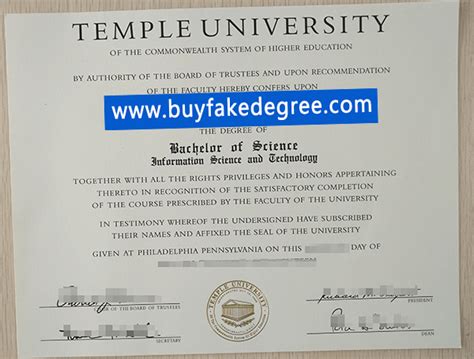 TEMPLE UNIVERSITY
OF THE COMMONWEALTH SYSTEM OF HIGHER EDUCATION
BY AUTHORITY OF THE BOARD OF TRUSTEES AND UPON RECOMMENDATION
OF THE FACULTY HEREBY CONFERS UPON
www.buyfakedegree.com
THE DEGREE OF
Bachelor of Science
Information Science and Technology
TOGETHER WITH ALL THE RIGHTS PRIVILEGES AND HONORS APPERTAINING
THERETO IN RECOGNITION OF THE SATISFACTORY COMPLETION
OF THE COURSE PRESCRIBED BY THE FACULTY OF THE UNIVERSITY
IN TESTIMONY WHEREOF THE UNDERSIGNED HAVE SUBSCRIBED
THEIR NAMES AND AFFIXED THE SEAL OF THE UNIVERSITY
GIVEN AT PHILADELPHIA PENNSYLVANIA ON THIS DAY OF
TEMPLE UNIVERSITY
CHAIR OF THE BOARD OF TRUSTEES
PRESIDENT
SECRETARY
DEAN